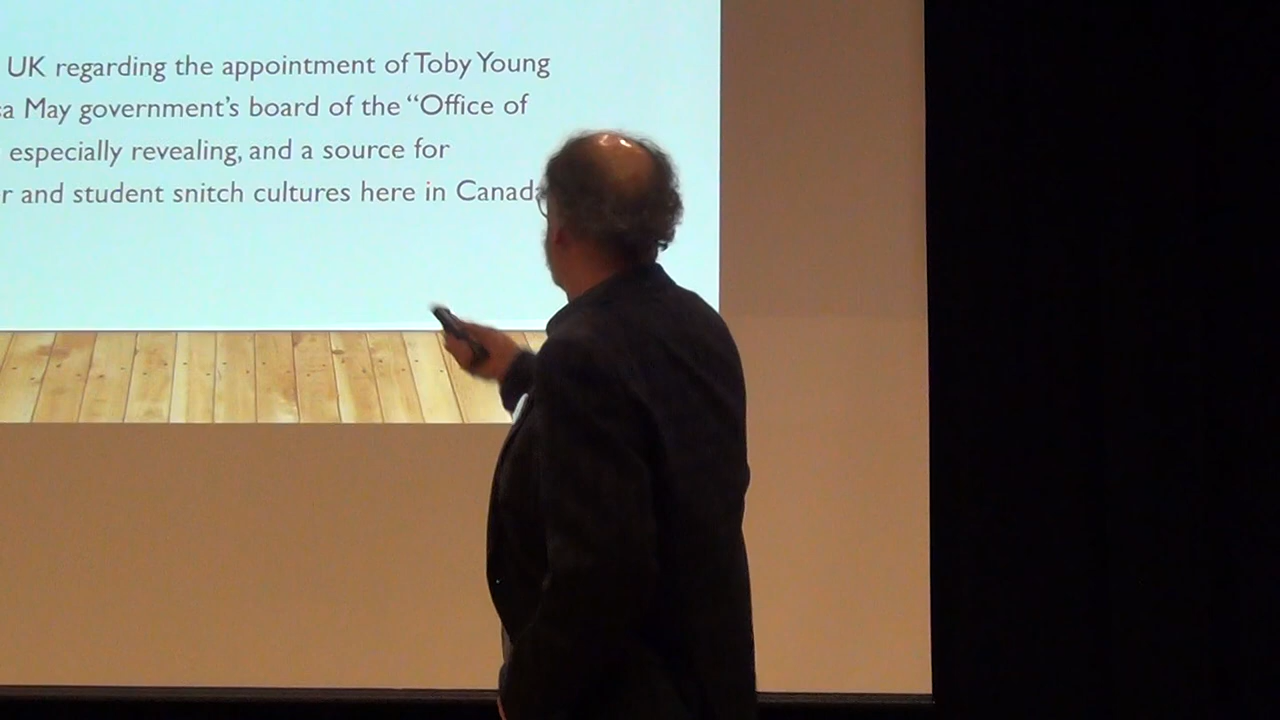 UK regarding the appointment of Toby Young
May government's board of the "Office of
especially revealing, and a source for
and student snitch cultures here in Canada